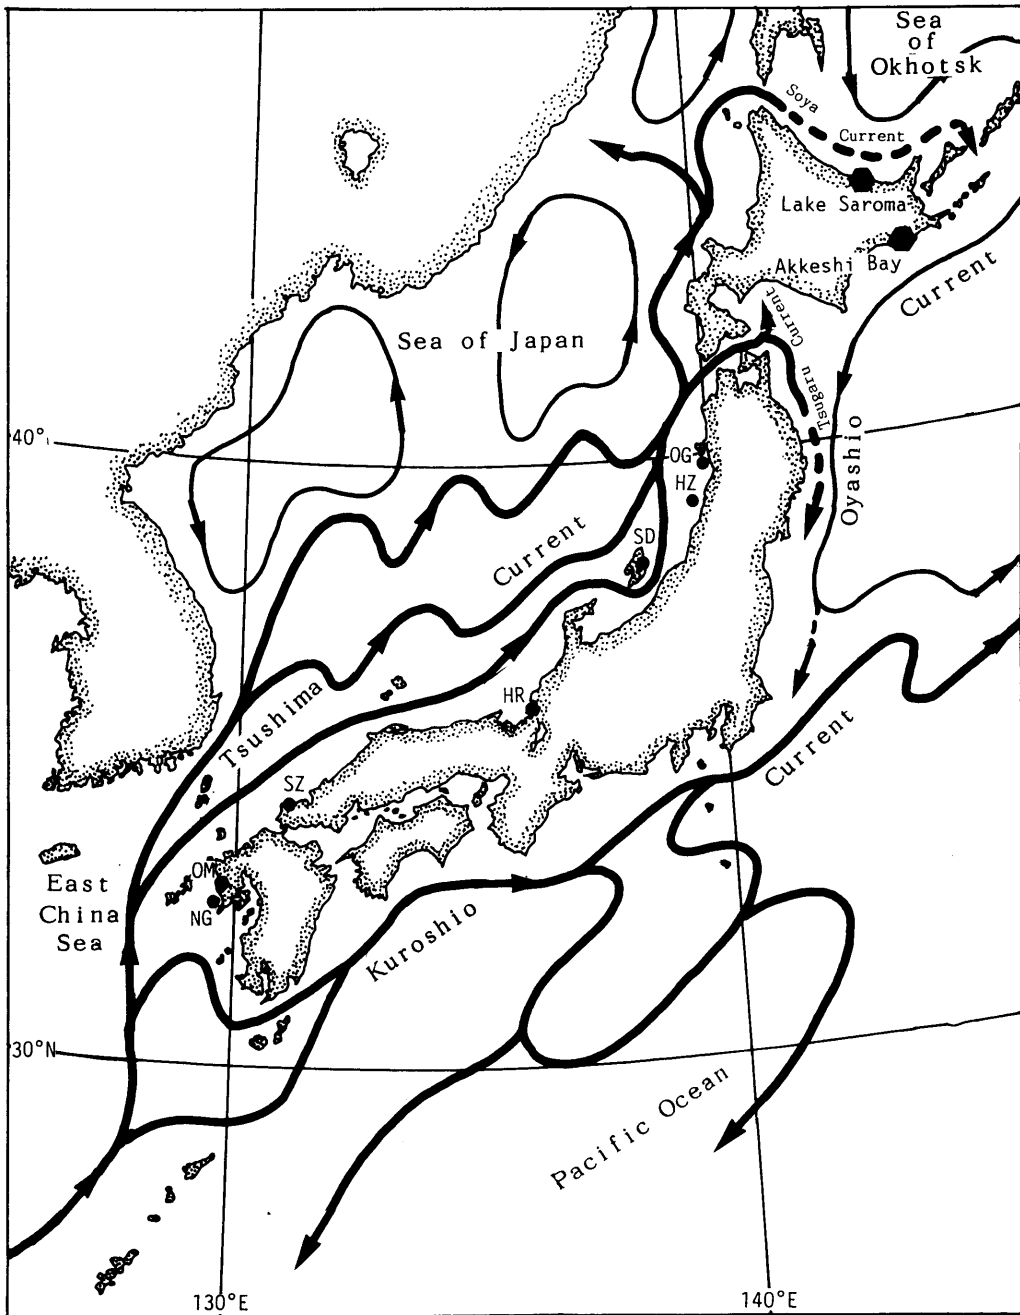 Sea
of
Okhotsk
Soya
Current
Lake Saroma
Akkeshi Bay
Current
Sea of Japan
Tsugaru Current
40°
OG
HZ
Oyashio
SD
Current
HR
Tsushima
Current
SZ
OM
East
China
Sea
NG
Kuroshio
30°N
Pacific Ocean
130°E
140°E